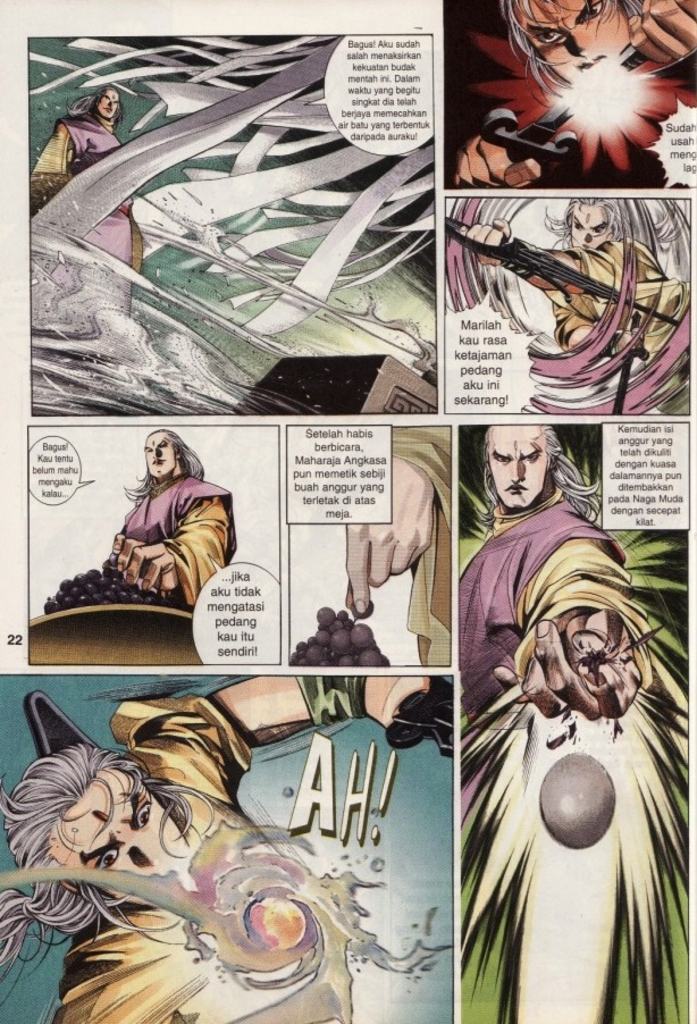 Bagus! Aku sudah
salah menaksirkan
kekuatan budak
mentah ini. Dalam
waktu yang begitu
singkat dia telah
berjaya memecahkan
air batu yang terbentuk
daripada auraku!
Sudah
usah
meng
lag
Marilah
kau rasa
ketajaman
pedang
aku ini
sekarang!
Bagus!
Kau tentu
belum mahu
mengaku
kalau...
...jika
aku tidak
mengatasi
pedang
kau itu
sendiri!
Setelah habis
berbicara,
Maharaja Angkasa
pun memetik sebiji
buah anggur yang
terletak di atas
meja.
Kemudian isi
anggur yang
telah dikuliti
dengan kuasa
dalamannya pun
ditembakkan
pada Naga Muda
dengan secepat
kilat.
22
AH!